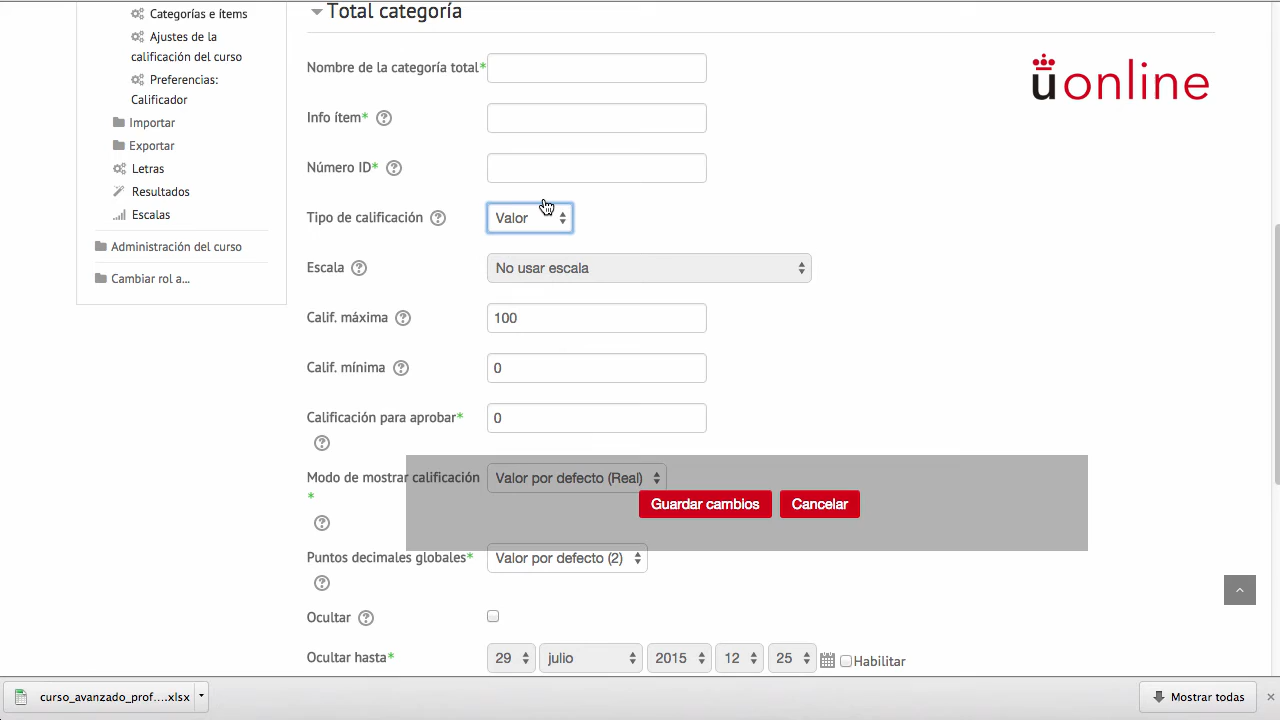 Categorías e ítems
Ajustes de la
calificación del curso
Preferencias:
Calificador
Importar
Exportar
Letras
Resultados
Escalas
Administración del curso
Cambiar rol a...
Total categoría
uonline
Nombre de la categoría total*
Info ítem* ?
Número ID* ?
Tipo de calificación ? Valor
Escala ? No usar escala
Calif. máxima ? 100
Calif. mínima ? 0
Calificación para aprobar* 0
?
Modo de mostrar calificación Valor por defecto (Real)
*
?
Guardar cambios Cancelar
Puntos decimales globales* Valor por defecto (2)
?
Ocultar ?
Ocultar hasta* 29 julio 2015 12 25 Habilitar
curso_avanzado_prof....xlsx
Mostrar todas